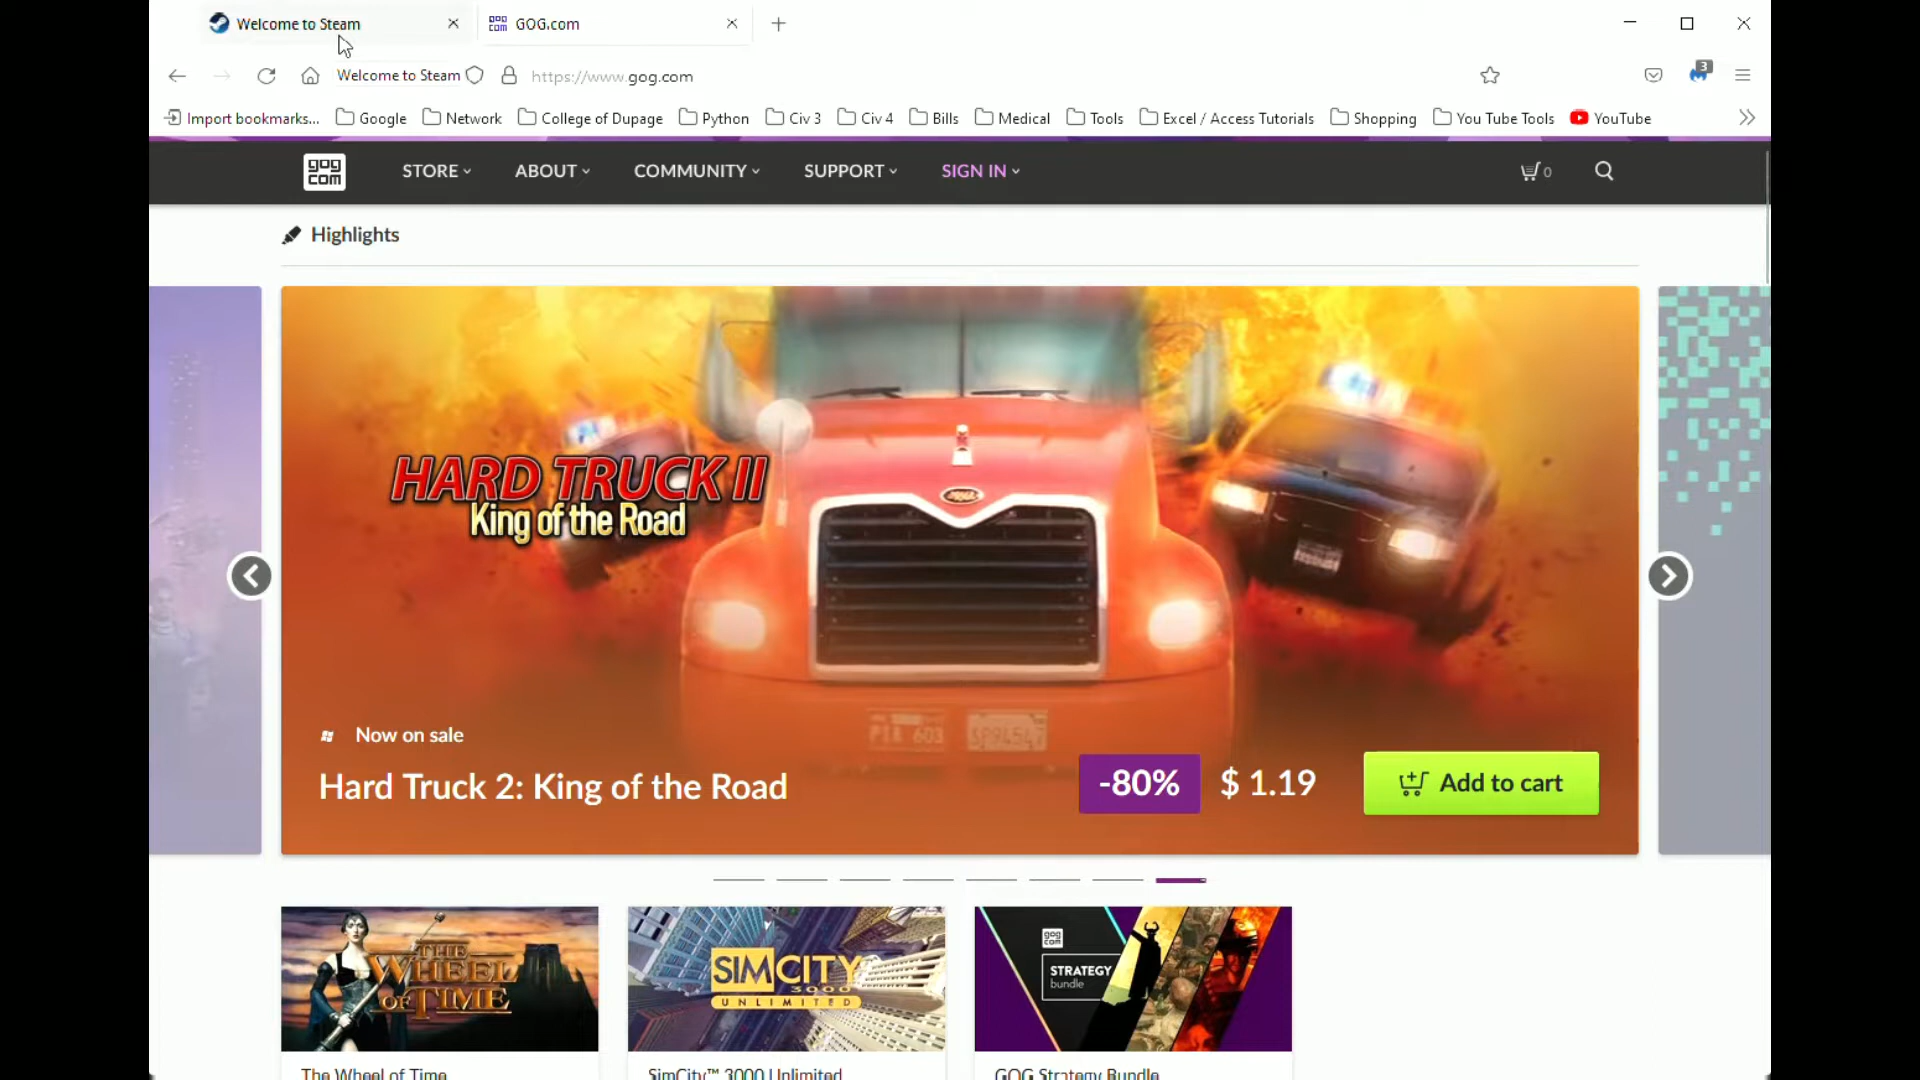 Welcome to Steam
GOG.com
Welcome to Steam
https://www.gog.com
3
Import bookmarks...
Google
Network
College of Dupage
Python
Civ 3
Civ 4
Bills
Medical
Tools
Excel / Access Tutorials
Shopping
You Tube Tools
YouTube
gog
com
STORE
ABOUT
COMMUNITY
SUPPORT
SIGN IN
0
Highlights
HARD TRUCK II
King of the Road
Now on sale
Hard Truck 2: King of the Road
-80%
$ 1.19
Add to cart
THE
WHEEL
OF TIME
SIMCITY
3000
UNLIMITED
gog
com
STRATEGY
bundle
The Wheel of Time
SimCity™ 3000 Unlimited
GOG Strategy Bundle